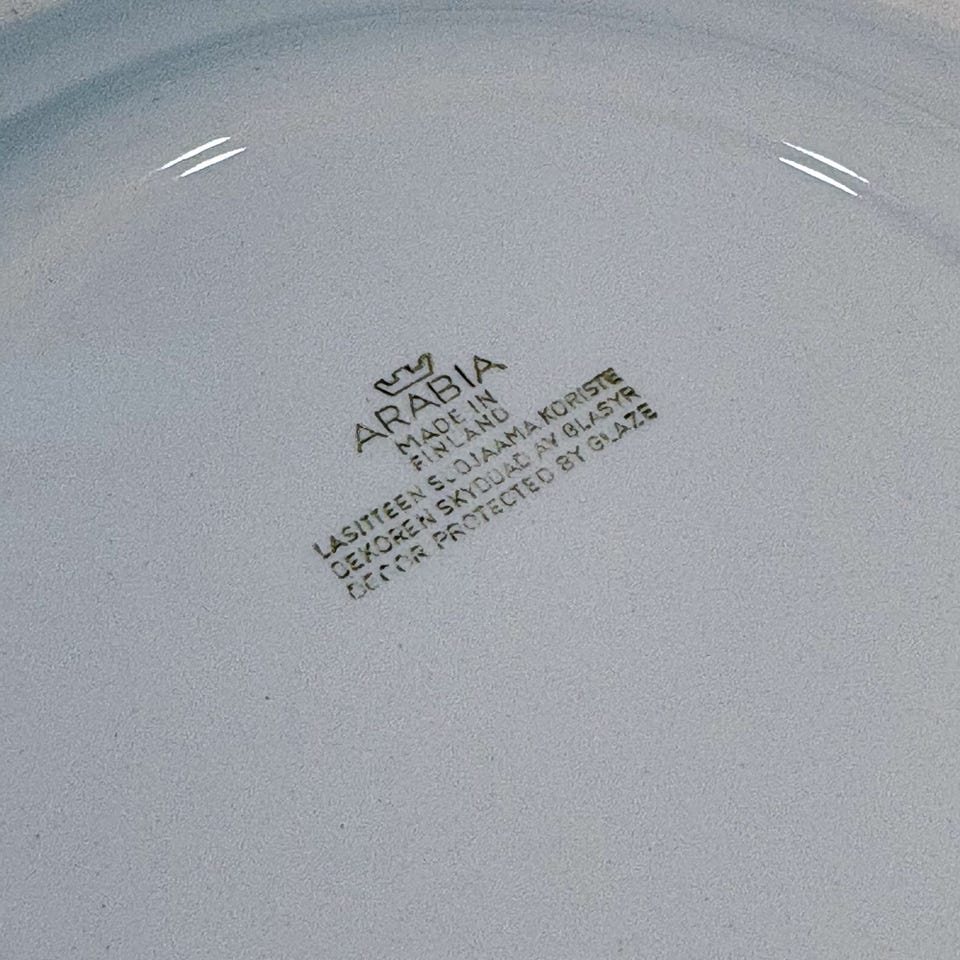 ARABIA
MADE IN
FINLAND
LASITTEEN SUOJAAMA KORISTE
DEKOREN SKYDDAD AV GLASYR
DECOR PROTECTED BY GLAZE